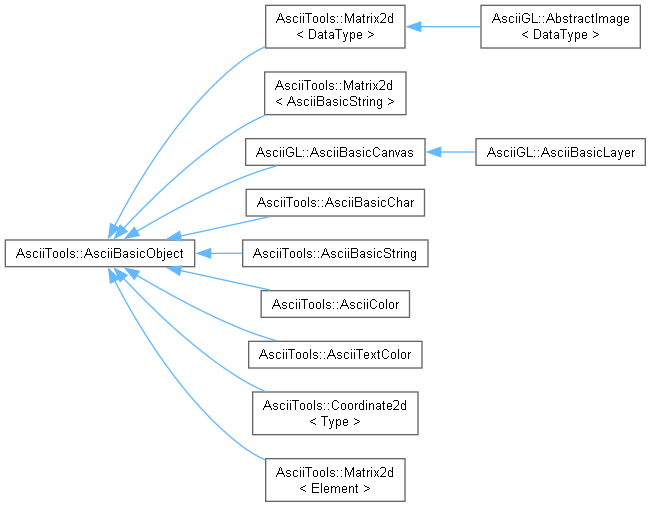 AsciiTools::Matrix2d
< DataType >
AsciiGL::AbstractImage
< DataType >
AsciiTools::Matrix2d
< AsciiBasicString >
AsciiGL::AsciiBasicCanvas
AsciiGL::AsciiBasicLayer
AsciiTools::AsciiBasicChar
AsciiTools::AsciiBasicObject
AsciiTools::AsciiBasicString
AsciiTools::AsciiColor
AsciiTools::AsciiTextColor
AsciiTools::Coordinate2d
< Type >
AsciiTools::Matrix2d
< Element >